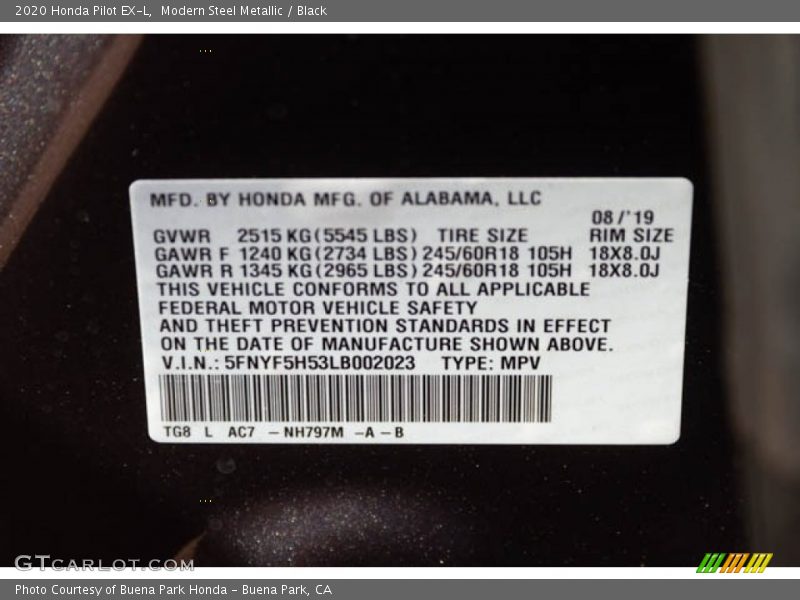 2020 Honda Pilot EX-L, Modern Steel Metallic / Black
MFD. BY HONDA MFG. OF ALABAMA, LLC
08/'19
GVWR 2515 KG(5545 LBS) TIRE SIZE RIM SIZE
GAWR F 1240 KG(2734 LBS)245/60R18 105H 18X8.0J
GAWR R 1345 KG(2965 LBS)245/60R18 105H 18X8.0J
THIS VEHICLE CONFORMS TO ALL APPLICABLE
FEDERAL MOTOR VEHICLE SAFETY
AND THEFT PREVENTION STANDARDS IN EFFECT
ON THE DATE OF MANUFACTURE SHOWN ABOVE.
V.I.N.: 5FNYF5H53LB002023 TYPE: MPV
TG8 L AC7 -NH797M -A-B
GTCARLOT.COM
Photo Courtesy of Buena Park Honda - Buena Park, CA